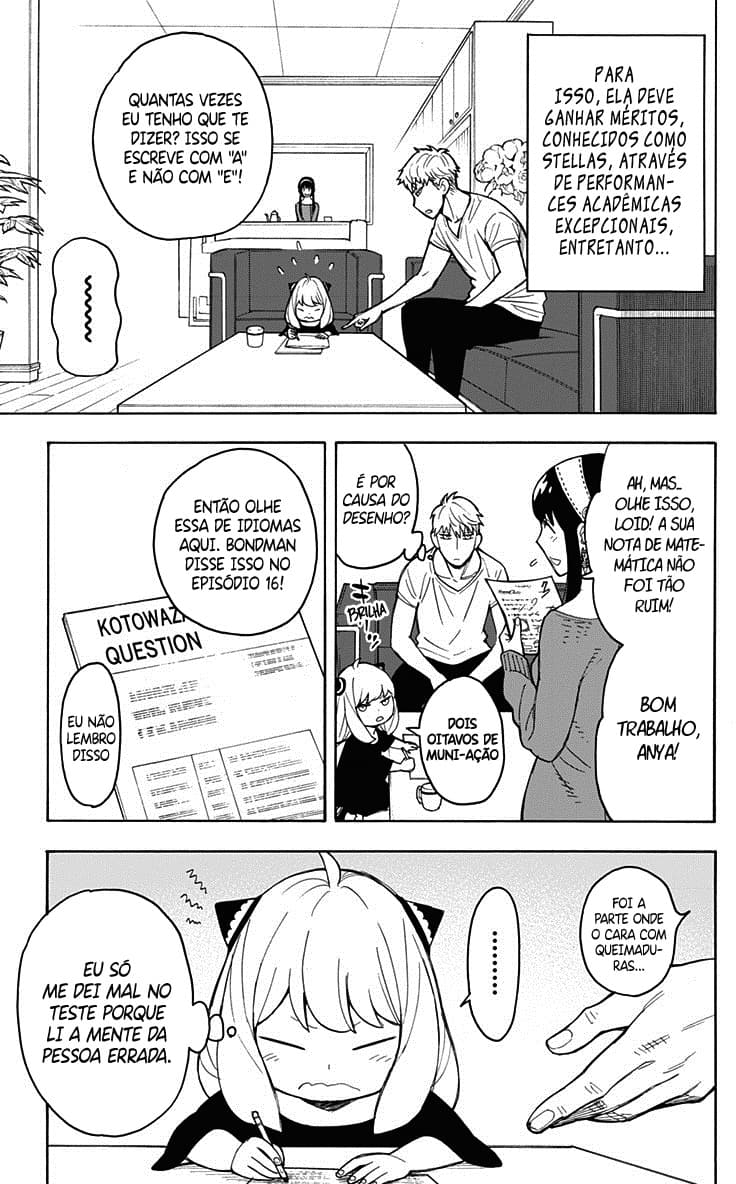 PARA
ISSO, ELA DEVE
GANHAR MÉRITOS,
CONHECIDOS COMO
STELLAS, ATRAVÉS
DE PERFORMAN-
CES ACADÊMICAS
EXCEPCIONAIS,
ENTRETANTO...
QUANTAS VEZES
EU TENHO QUE TE
DIZER? ISSO SE
ESCREVE COM "A"
E NÃO COM "E"!
AH, MAS...
OLHE ISSO,
LOID! A SUA
NOTA DE MATE-
MÁTICA NÃO
FOI TÃO
RUIM!
BOM
TRABALHO,
ANYA!
É POR
CAUSA DO
DESENHO?
BRILHA
DOIS
OITAVOS DE
MUNI-AÇÃO
ENTÃO OLHE
ESSA DE IDIOMAS
AQUI. BONDMAN
DISSE ISSO NO
EPISÓDIO 16!
KOTOWAZA
QUESTION
EU NÃO
LEMBRO
DISSO
FOI A
PARTE ONDE
O CARA COM
QUEIMADU-
RAS...
EU SÓ
ME DEI MAL NO
TESTE PORQUE
LI A MENTE DA
PESSOA ERRADA.